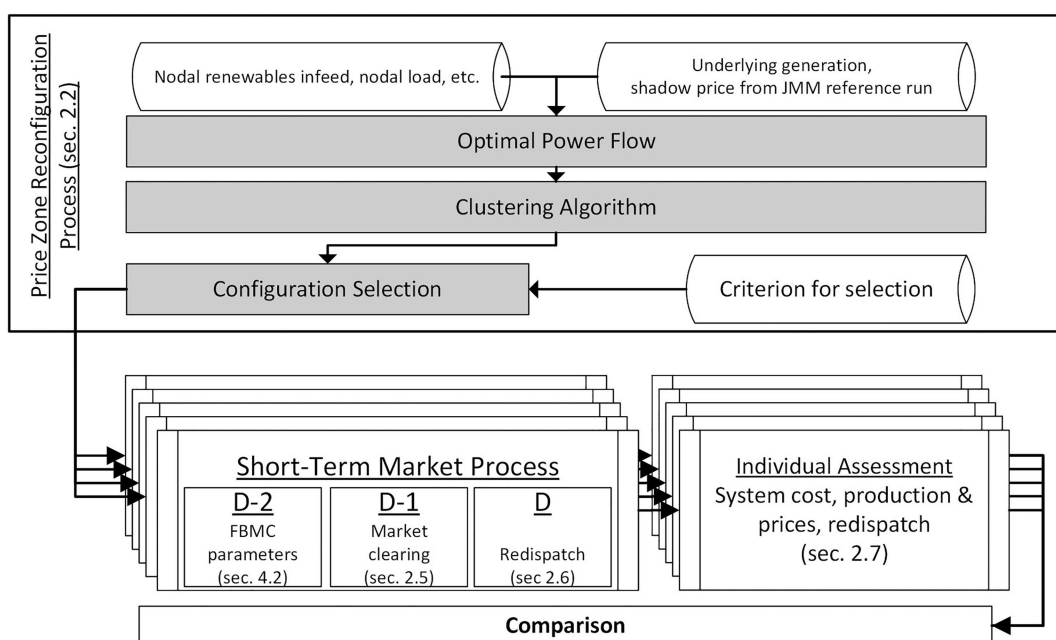 Price Zone Reconfiguration
Process (sec. 2.2)
Nodal renewables infeed, nodal load, etc.
Underlying generation,
shadow price from JMM reference run
Optimal Power Flow
Clustering Algorithm
Configuration Selection
Criterion for selection
Short-Term Market Process
D-2
FBMC
parameters
(sec. 4.2)
D-1
Market
clearing
(sec. 2.5)
D
Redispatch
(sec 2.6)
Individual Assessment
System cost, production &
prices, redispatch
(sec. 2.7)
Comparison